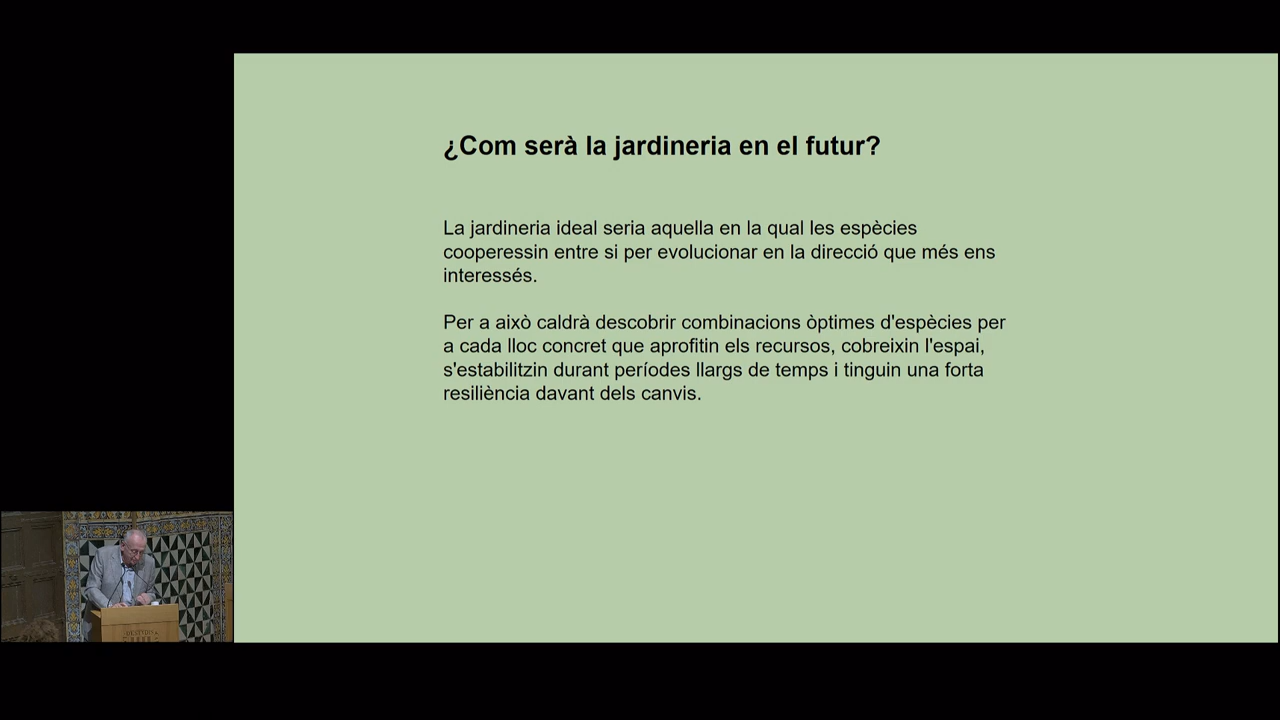 ¿Com serà la jardineria en el futur?
La jardineria ideal seria aquella en la qual les espècies
cooperessin entre si per evolucionar en la direcció que més ens
interessés.
Per a això caldrà descobrir combinacions òptimes d'espècies per
a cada lloc concret que aprofitin els recursos, cobreixin l'espai,
s'estabilitzin durant períodes llargs de temps i tinguin una forta
resiliència davant dels canvis.